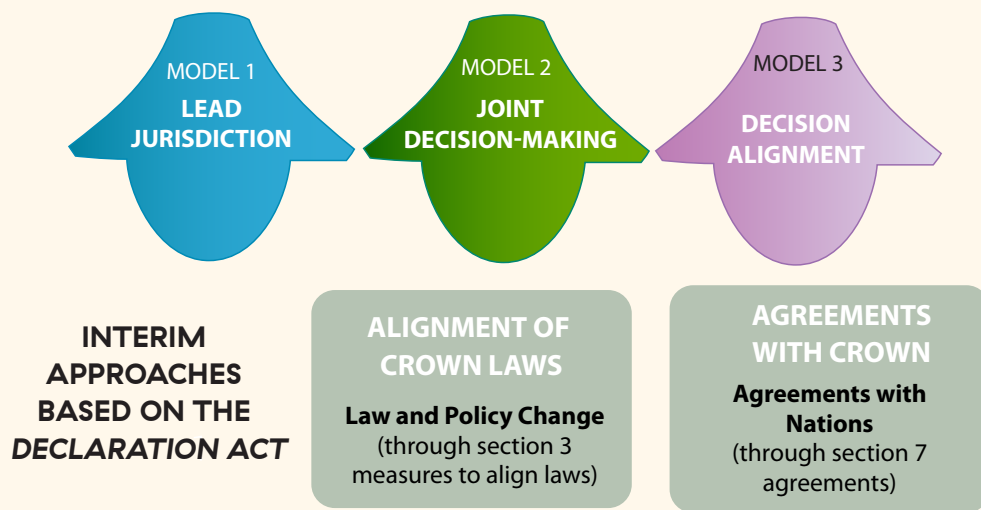 MODEL 1
LEAD
JURISDICTION
MODEL 2
JOINT
DECISION-MAKING
MODEL 3
DECISION
ALIGNMENT
INTERIM
APPROACHES
BASED ON THE
DECLARATION ACT
ALIGNMENT OF
CROWN LAWS
Law and Policy Change
(through section 3
measures to align laws)
AGREEMENTS
WITH CROWN
Agreements with
Nations
(through section 7
agreements)